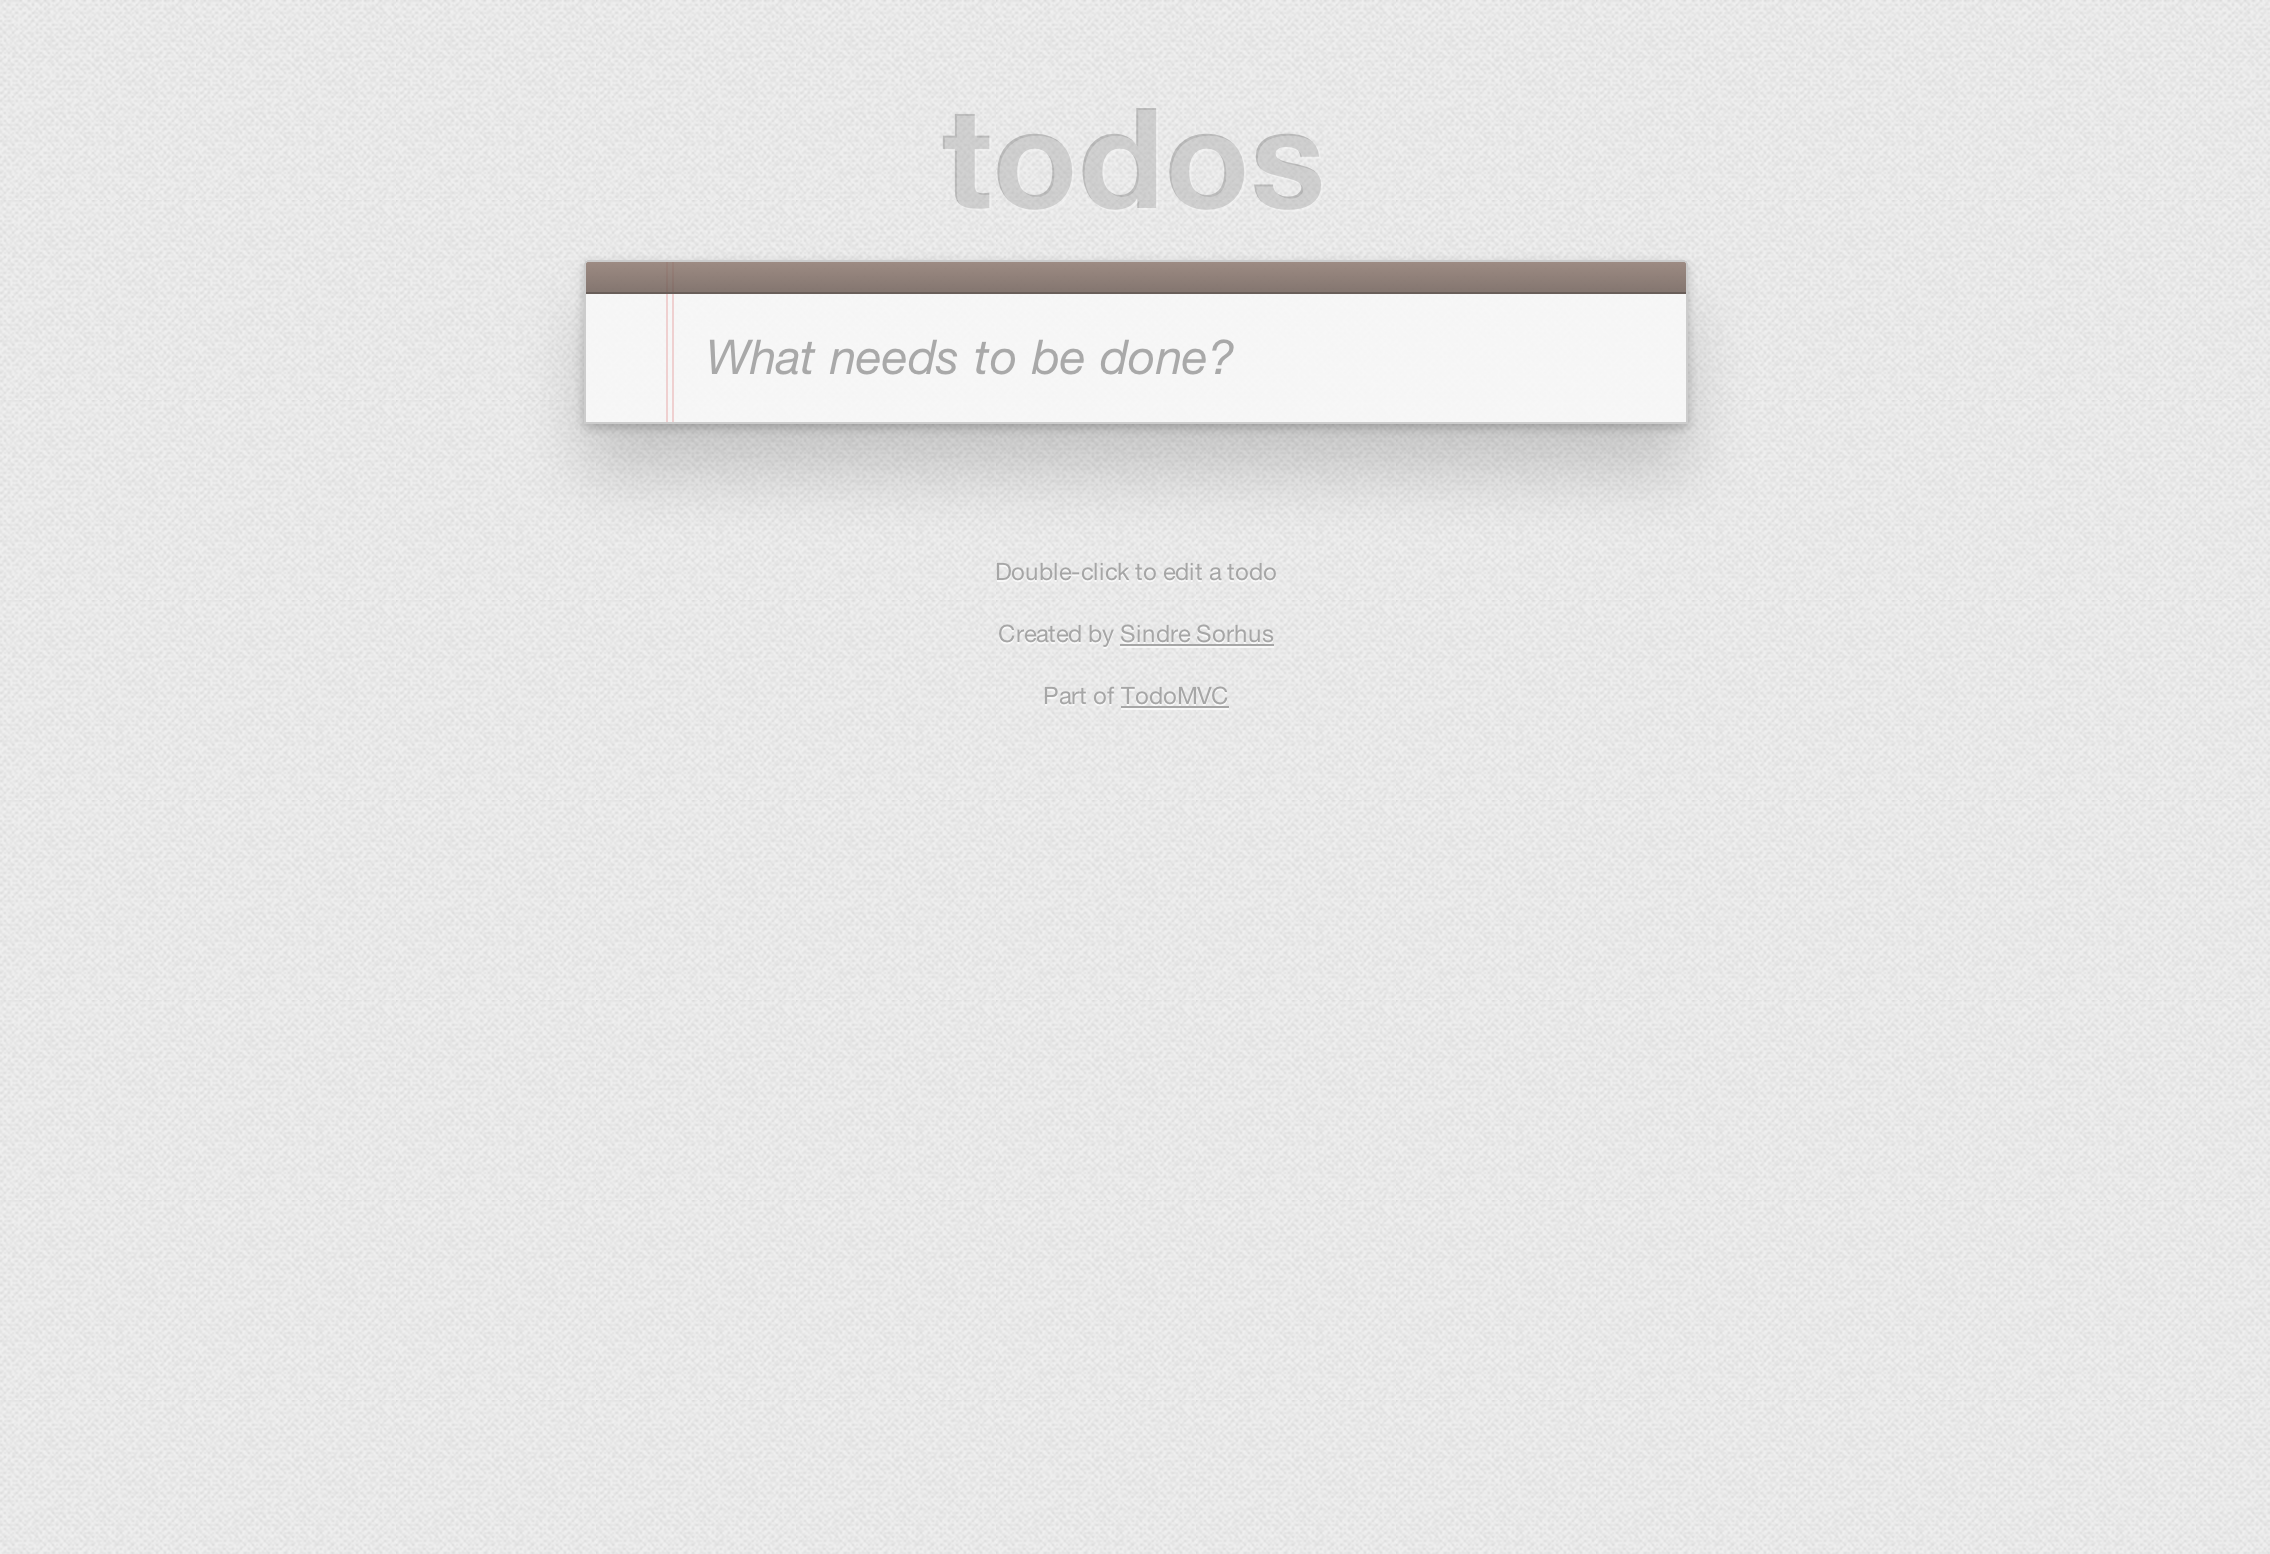 todos
What needs to be done?
Double-click to edit a todo
Created by Sindre Sorhus
Part of TodoMVC